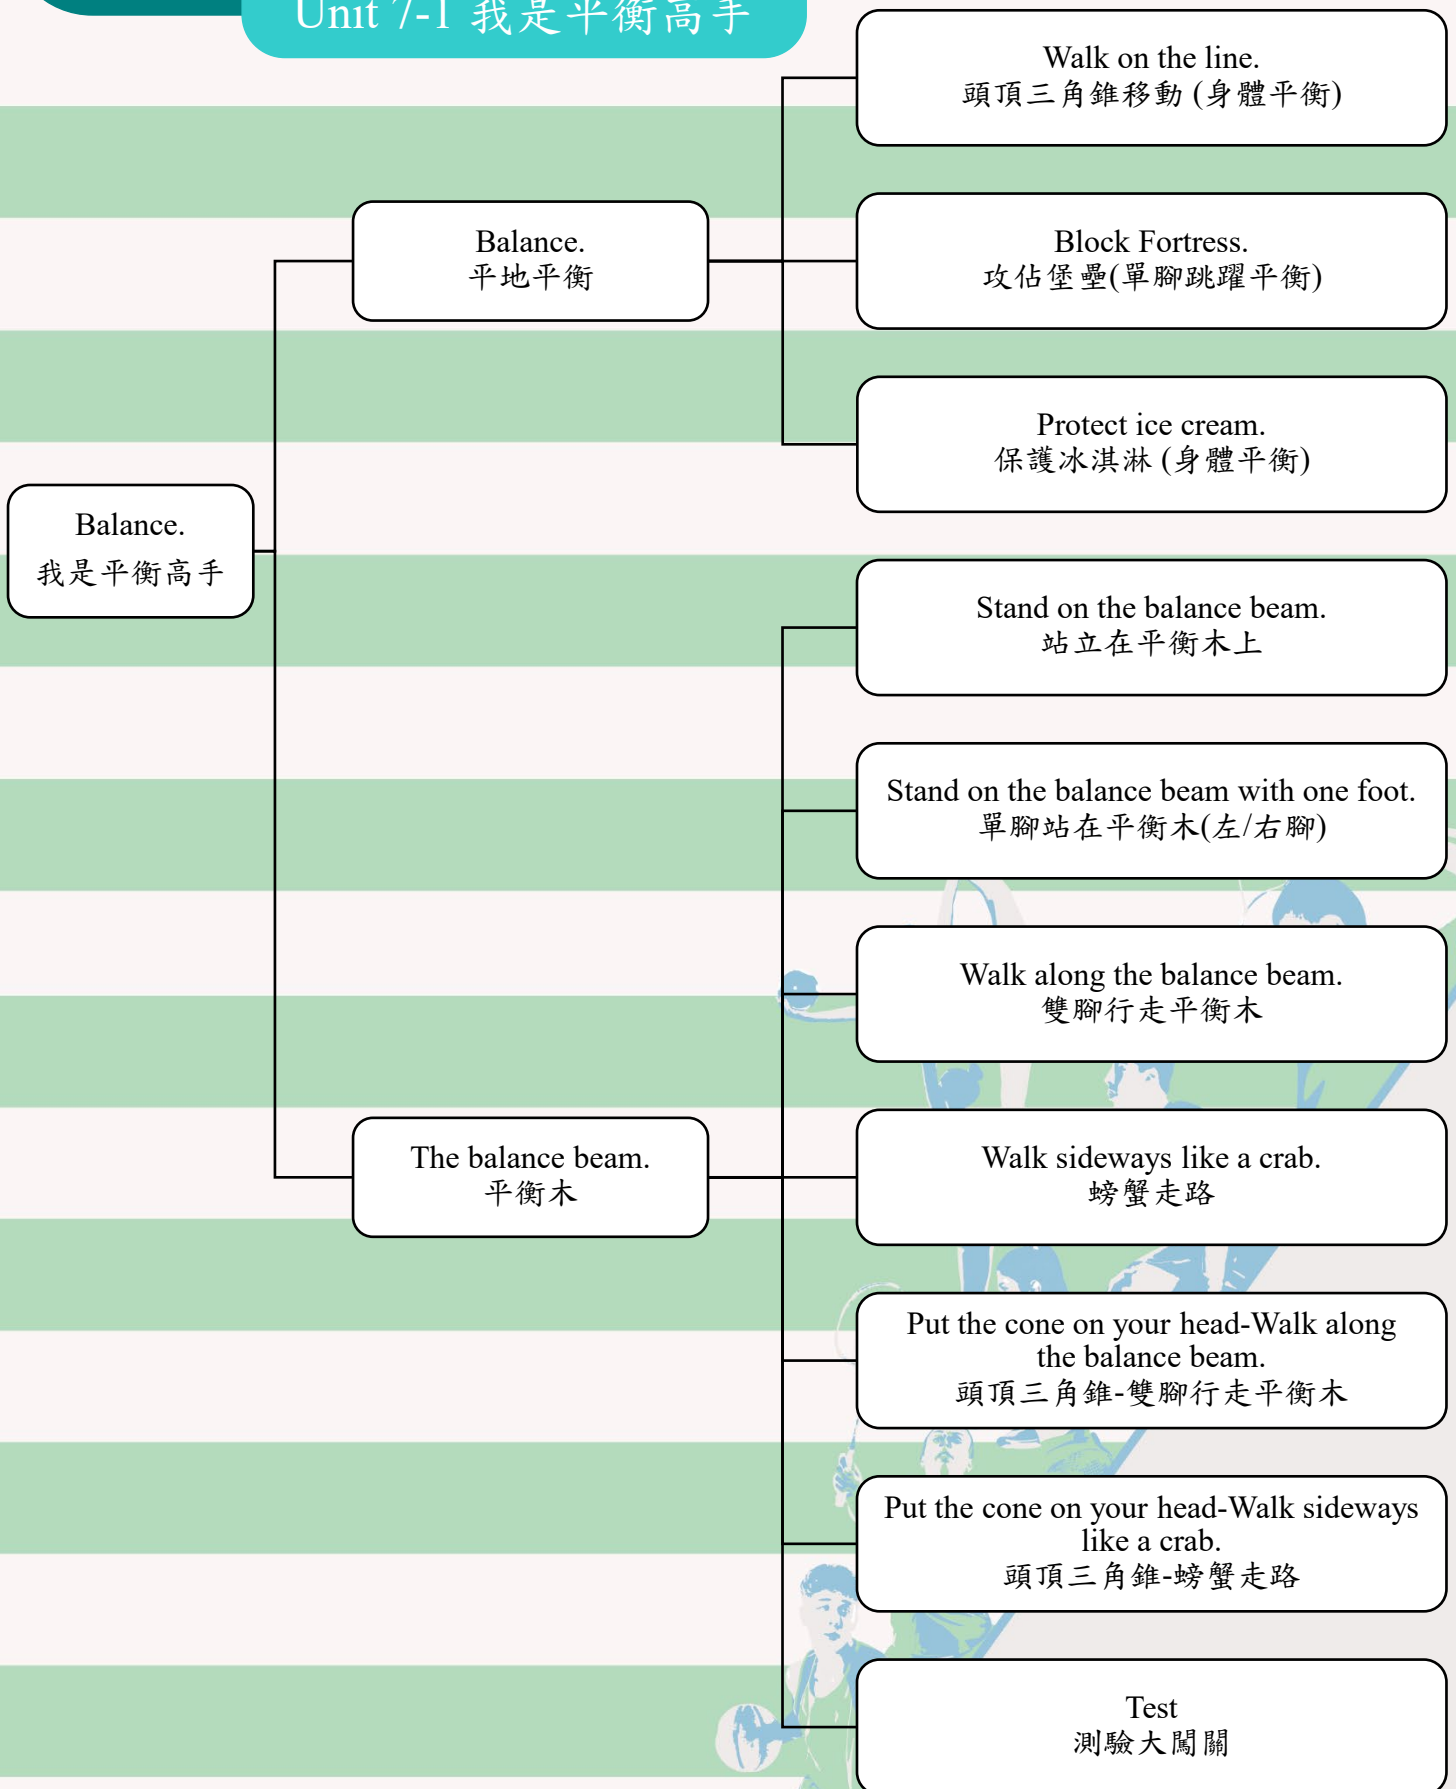 Unit 7-1 我是平衡高手
Balance.
我是平衡高手
Balance.
平地平衡
Walk on the line.
頭頂三角錐移動 (身體平衡)
Block Fortress.
攻佔堡壘(單腳跳躍平衡)
Protect ice cream.
保護冰淇淋 (身體平衡)
The balance beam.
平衡木
Stand on the balance beam.
站立在平衡木上
Stand on the balance beam with one foot.
單腳站在平衡木(左/右腳)
Walk along the balance beam.
雙腳行走平衡木
Walk sideways like a crab.
螃蟹走路
Put the cone on your head-Walk along
the balance beam.
頭頂三角錐-雙腳行走平衡木
Put the cone on your head-Walk sideways
like a crab.
頭頂三角錐-螃蟹走路
Test
測驗大闖關